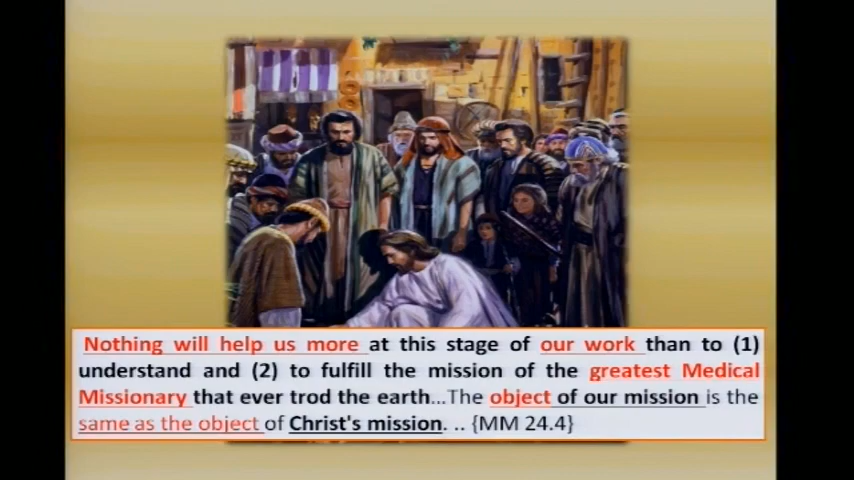 Nothing will help us more at this stage of our work than to (1)
understand and (2) to fulfill the mission of the greatest Medical
Missionary that ever trod the earth...The object of our mission is the
same as the object of Christ's mission. .. {MM 24.4}